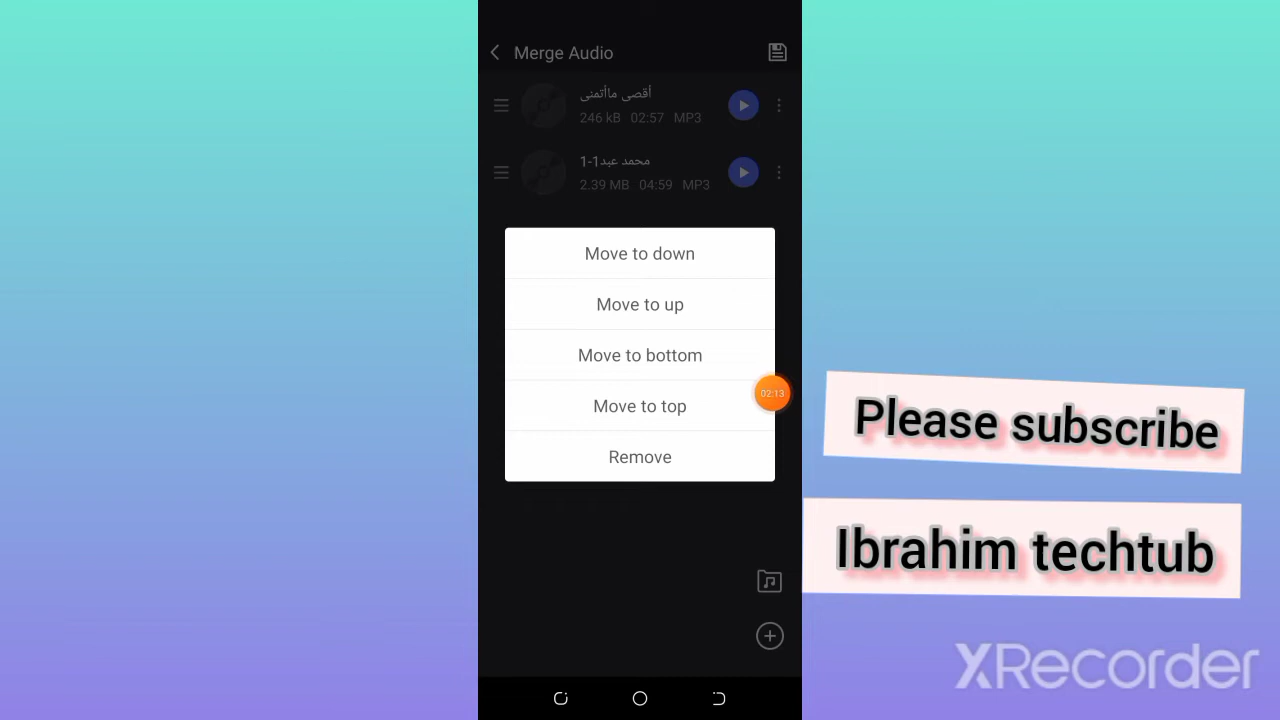 Merge Audio
أقصى ماأتمنى
246 kB 02:57 MP3
محمد عبد1-1
2.39 MB 04:59 MP3
Move to down
Move to up
Move to bottom
Move to top
Remove
02:13
Please subscribe
Ibrahim techtub
XRecorder